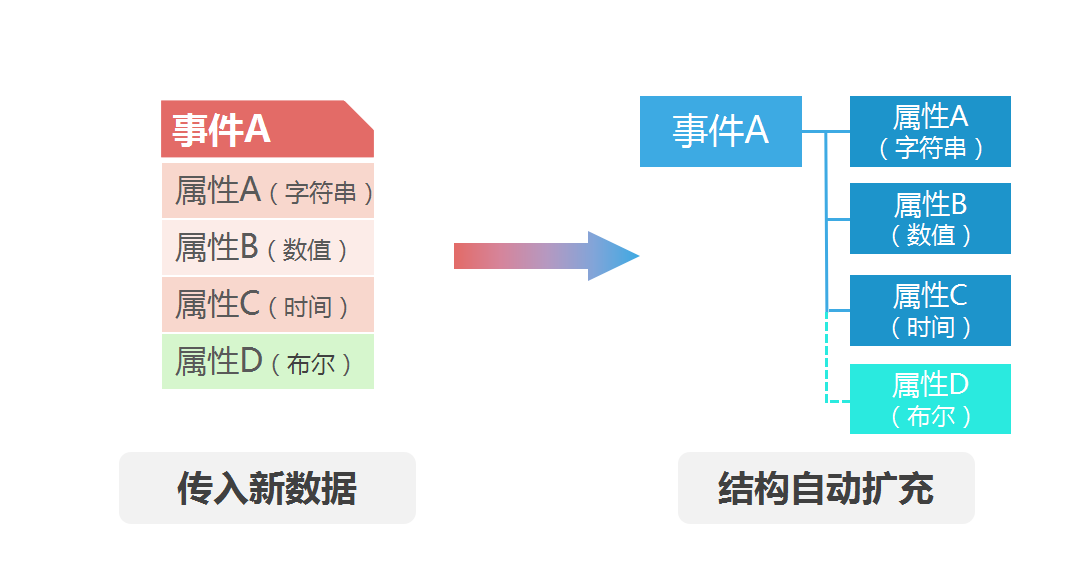 事件A
属性A（字符串）
属性B（数值）
属性C（时间）
属性D（布尔）
传入新数据
事件A
属性A
（字符串）
属性B
（数值）
属性C
（时间）
属性D
（布尔）
结构自动扩充